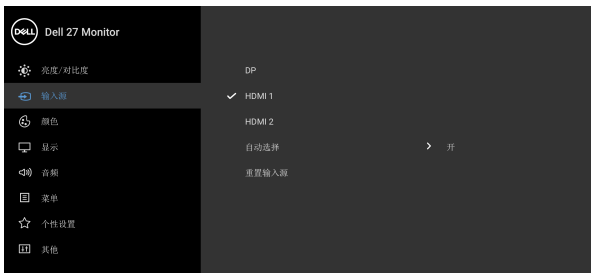 DELL Dell 27 Monitor
亮度/对比度
DP
输入源
HDMI 1
颜色
HDMI 2
显示
自动选择 开
音频
重置输入源
菜单
个性设置
其他